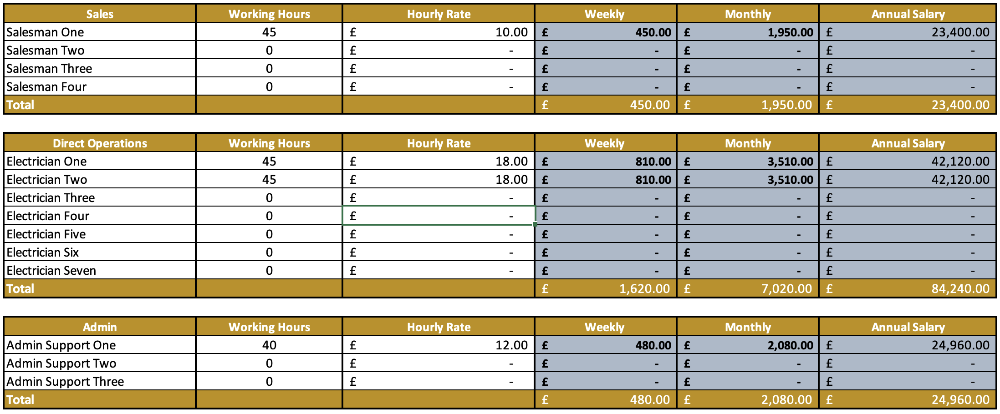 Sales Working Hours Hourly Rate Weekly Monthly Annual Salary
Salesman One 45 £ 10.00 £ 450.00 £ 1,950.00 £ 23,400.00
Salesman Two 0 £ - £ - £ - £ -
Salesman Three 0 £ - £ - £ - £ -
Salesman Four 0 £ - £ - £ - £ -
Total £ 450.00 £ 1,950.00 £ 23,400.00
Direct Operations Working Hours Hourly Rate Weekly Monthly Annual Salary
Electrician One 45 £ 18.00 £ 810.00 £ 3,510.00 £ 42,120.00
Electrician Two 45 £ 18.00 £ 810.00 £ 3,510.00 £ 42,120.00
Electrician Three 0 £ - £ - £ - £ -
Electrician Four 0 £ - £ - £ - £ -
Electrician Five 0 £ - £ - £ - £ -
Electrician Six 0 £ - £ - £ - £ -
Electrician Seven 0 £ - £ - £ - £ -
Total £ 1,620.00 £ 7,020.00 £ 84,240.00
Admin Working Hours Hourly Rate Weekly Monthly Annual Salary
Admin Support One 40 £ 12.00 £ 480.00 £ 2,080.00 £ 24,960.00
Admin Support Two 0 £ - £ - £ - £ -
Admin Support Three 0 £ - £ - £ - £ -
Total £ 480.00 £ 2,080.00 £ 24,960.00